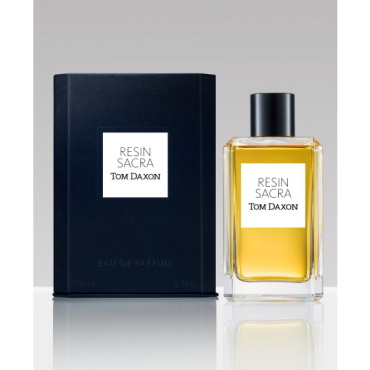 RESIN
SACRA
TOM DAXON
EAU DE PARFUM
RESIN
SACRA
TOM DAXON